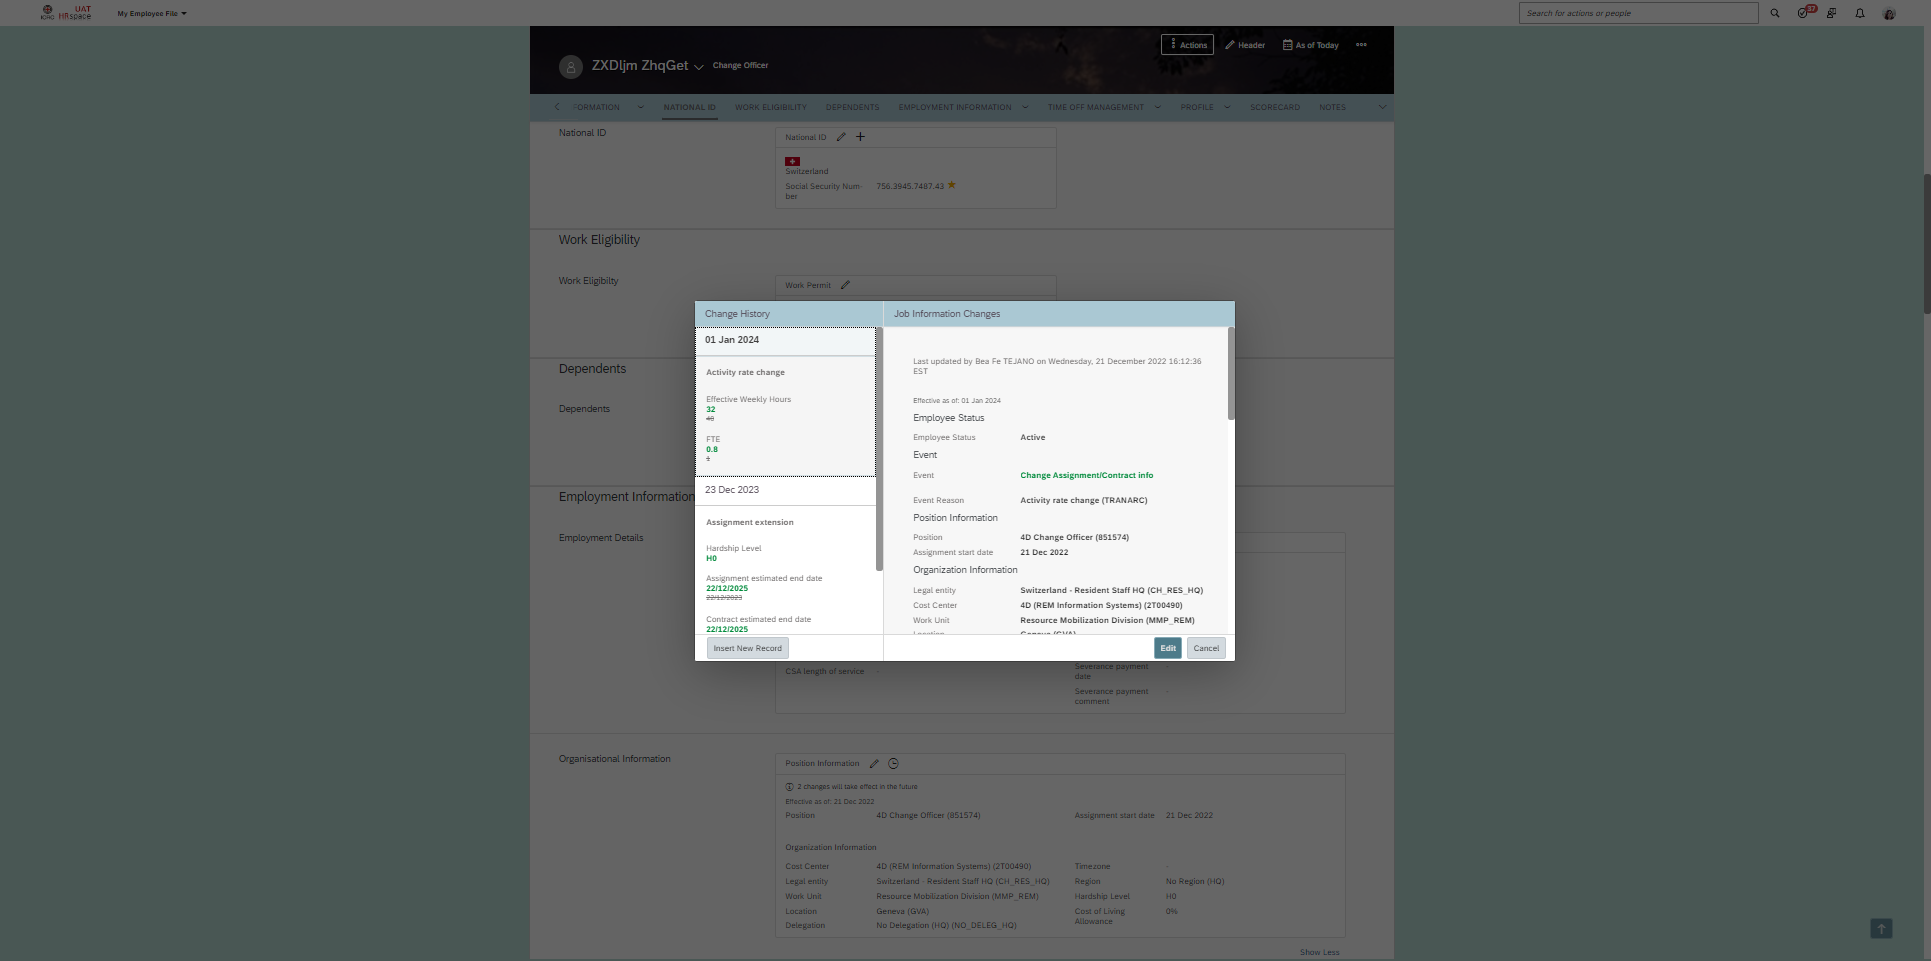 UAT
ICRC HRspace
My Employee File
Search for actions or people
37
Actions
Header
As of Today
ZXDljm ZhqGet
Change Officer
FORMATION
NATIONAL ID
WORK ELIGIBILITY
DEPENDENTS
EMPLOYMENT INFORMATION
TIME OFF MANAGEMENT
PROFILE
SCORECARD
NOTES
National ID
National ID
Switzerland
Social Security Num-
ber
756.3945.7487.43
Work Eligibility
Work Eligibilty
Work Permit
Dependents
Dependents
Employment Information
Employment Details
Change History
01 Jan 2024
Activity rate change
Effective Weekly Hours
32
40
FTE
0.8
1
23 Dec 2023
Assignment extension
Hardship Level
H0
Assignment estimated end date
22/12/2025
22/12/2023
Contract estimated end date
22/12/2025
Insert New Record
Job Information Changes
Last updated by Bea Fe TEJANO on Wednesday, 21 December 2022 16:12:36
EST
Effective as of: 01 Jan 2024
Employee Status
Employee Status Active
Event
Event Change Assignment/Contract info
Event Reason Activity rate change (TRANARC)
Position Information
Position 4D Change Officer (851574)
Assignment start date 21 Dec 2022
Organization Information
Legal entity Switzerland - Resident Staff HQ (CH_RES_HQ)
Cost Center 4D (REM Information Systems) (2T00490)
Work Unit Resource Mobilization Division (MMP_REM)
Location Geneva (GVA)
Edit
Cancel
CSA length of service -
Severance payment -
date
Severance payment -
comment
Organisational Information
Position Information
2 changes will take effect in the future
Effective as of: 21 Dec 2022
Position 4D Change Officer (851574) Assignment start date 21 Dec 2022
Organization Information
Cost Center 4D (REM Information Systems) (2T00490) Timezone -
Legal entity Switzerland - Resident Staff HQ (CH_RES_HQ) Region No Region (HQ)
Work Unit Resource Mobilization Division (MMP_REM) Hardship Level H0
Location Geneva (GVA) Cost of Living 0%
Allowance
Delegation No Delegation (HQ) (NO_DELEG_HQ)
Show Less